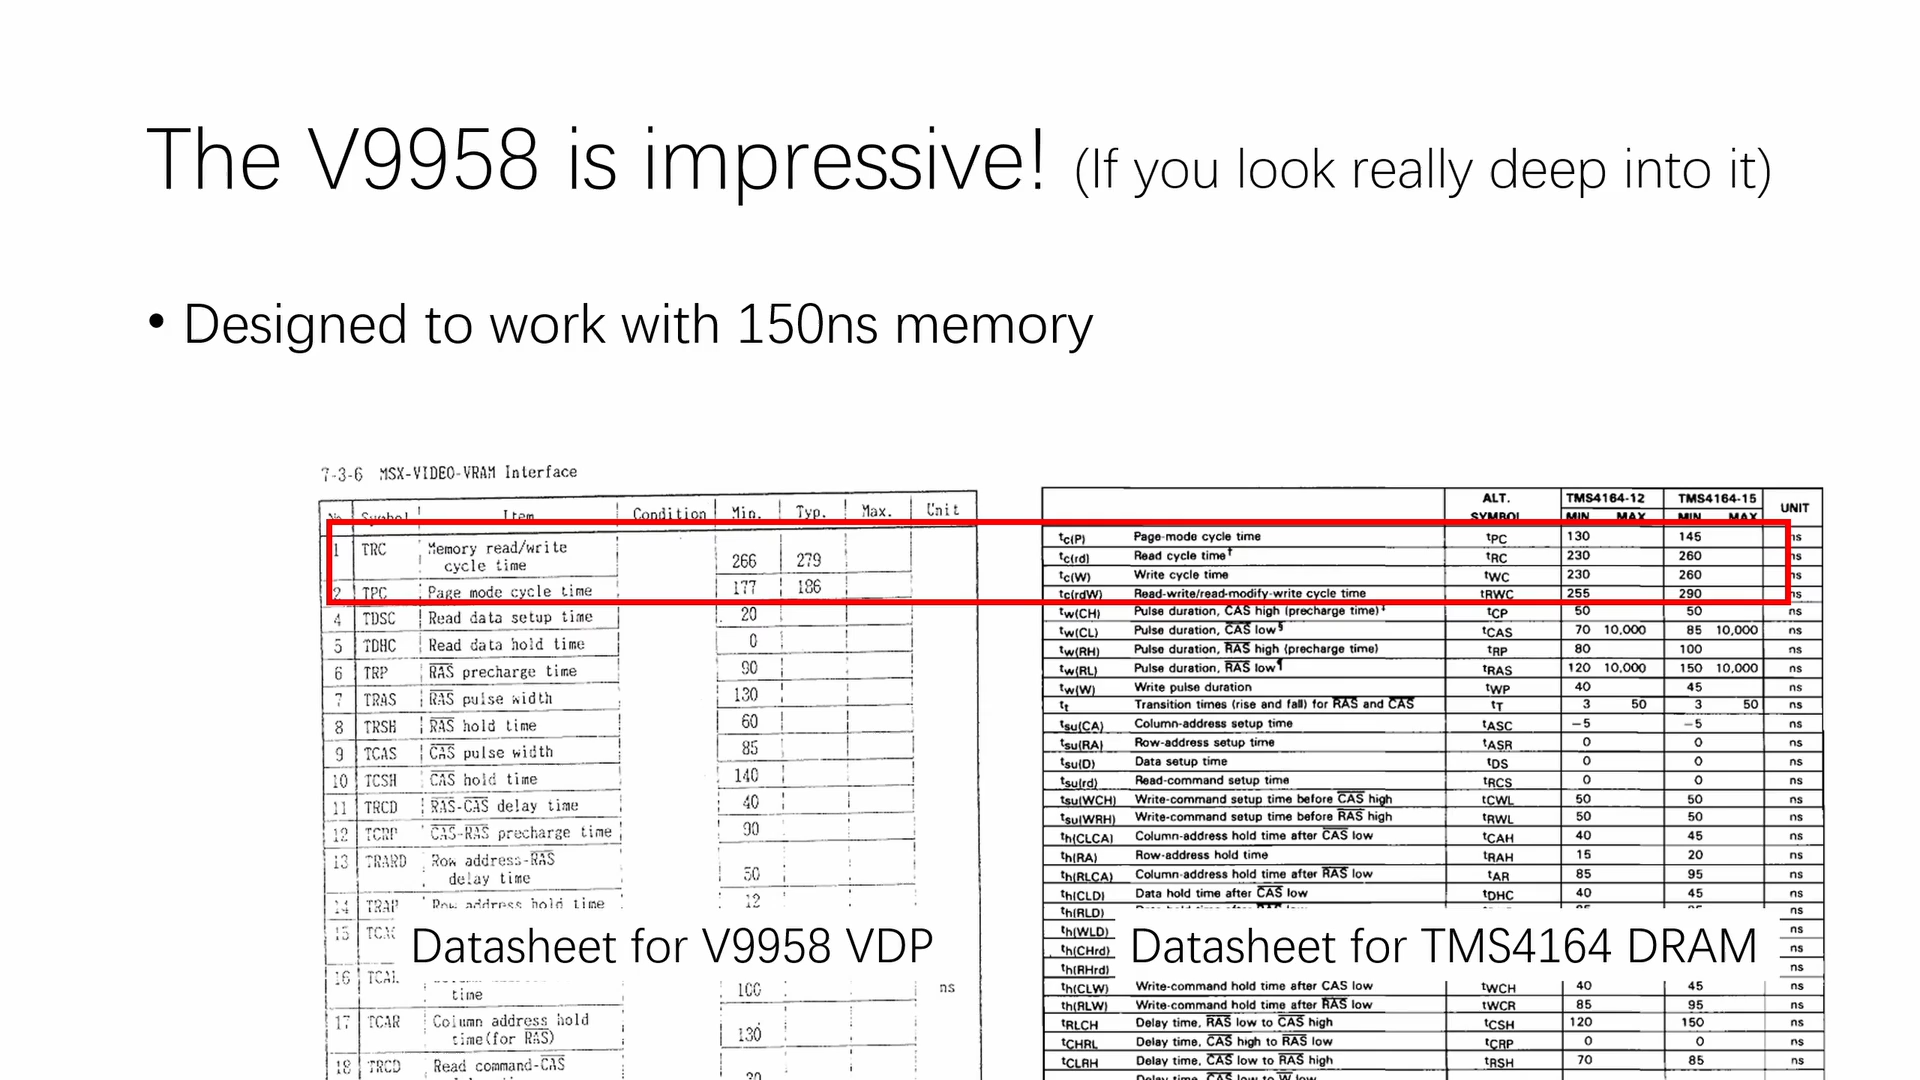 The V9958 is impressive! (If you look really deep into it)
• Designed to work with 150ns memory
7-3-6 MSX-VIDEO-VRAM Interface
No. Symbol Item Condition Min. Typ. Max. Unit
1 TRC Memory read/write cycle time 266 279
2 TPC Page mode cycle time 177 186
4 TDSC Read data setup time 20
5 TDHC Read data hold time 0
6 TRP RAS precharge time 90
7 TRAS RAS pulse width 130
8 TRSH RAS hold time 60
9 TCAS CAS pulse width 85
10 TCSH CAS hold time 140
11 TRCD RAS-CAS delay time 40
12 TCRP CAS-RAS precharge time 90
13 TRARD Row address-RAS delay time 50
14 TRAH Row address hold time 12
15
16 TCAL time 100 ns
17 TCAR Column address hold time(for RAS) 130
18 TRCD Read command-CAS
Datasheet for V9958 VDP
ALT. SYMBOL TMS4164-12 MIN MAX TMS4164-15 MIN MAX UNIT
tc(P) Page-mode cycle time tPC 130 145 ns
tc(rd) Read cycle time† tRC 230 260 ns
tc(W) Write cycle time tWC 230 260 ns
tc(rdW) Read-write/read-modify-write cycle time tRWC 255 290 ns
tw(CH) Pulse duration, CAS high (precharge time)‡ tCP 50 50 ns
tw(CL) Pulse duration, CAS low§ tCAS 70 10,000 85 10,000 ns
tw(RH) Pulse duration, RAS high (precharge time) tRP 80 100 ns
tw(RL) Pulse duration, RAS low¶ tRAS 120 10,000 150 10,000 ns
tw(W) Write pulse duration tWP 40 45 ns
tt Transition times (rise and fall) for RAS and CAS tT 3 50 3 50 ns
tsu(CA) Column-address setup time tASC −5 −5 ns
tsu(RA) Row-address setup time tASR 0 0 ns
tsu(D) Data setup time tDS 0 0 ns
tsu(rd) Read-command setup time tRCS 0 0 ns
tsu(WCH) Write-command setup time before CAS high tCWL 50 50 ns
tsu(WRH) Write-command setup time before RAS high tRWL 50 50 ns
th(CLCA) Column-address hold time after CAS low tCAH 40 45 ns
th(RA) Row-address hold time tRAH 15 20 ns
th(RLCA) Column-address hold time after RAS low tAR 85 95 ns
th(CLD) Data hold time after CAS low tDHC 40 45 ns
th(RLD) ns
th(WLD) ns
th(CHrd) ns
th(RHrd) ns
th(CLW) Write-command hold time after CAS low tWCH 40 45 ns
th(RLW) Write-command hold time after RAS low tWCR 85 95 ns
tRLCH Delay time, RAS low to CAS high tCSH 120 150 ns
tCHRL Delay time, CAS high to RAS low tCRP 0 0 ns
tCLRH Delay time, CAS low to RAS high tRSH 70 85 ns
Delay time, CAS low to W low
Datasheet for TMS4164 DRAM